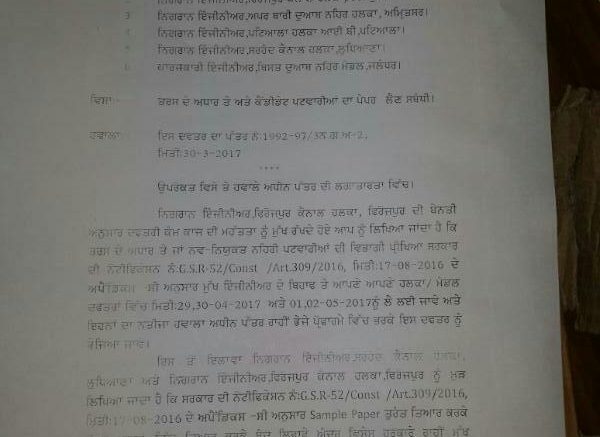 3 ਨਿਗਰਾਨ ਇੰਜੀਨੀਅਰ,ਅਪਰ ਬਾਰੀ ਦੁਆਬ ਨਹਿਰ ਹਲਕਾ, ਅਮ੍ਰਿਤਸਰ।
4 ਨਿਗਰਾਨ ਇੰਜੀਨੀਅਰ,ਪਟਿਆਲਾ ਹਲਕਾ ਆਈ ਬੀ,ਪਟਿਆਲਾ।
5 ਨਿਗਰਾਨ ਇੰਜੀਨੀਅਰ,ਸਰਹੰਦ ਕੈਨਾਲ ਹਲਕਾ,ਲੁਧਿਆਣਾ।
6 ਕਾਰਜਕਾਰੀ ਇੰਜੀਨੀਅਰ,ਬਿਸਤ ਦੁਆਬ ਨਹਿਰ ਮੰਡਲ,ਜਲੰਧਰ।
ਵਿਸ਼ਾ:- ਤਰਸ ਦੇ ਅਧਾਰ ਤੇ ਅਤੇ ਕੈਂਡੀਡੇਟ ਪਟਵਾਰੀਆਂ ਦਾ ਪੇਪਰ ਲੈਣ ਸਬੰਧੀ।
ਹਵਾਲਾ:- ਇਸ ਦਫਤਰ ਦਾ ਪੱਤਰ ਨੰ:1992-97/3ਨ.ਗ.ਅ-2,
ਮਿਤੀ:30-3-2017
****
ਉਪਰੋਕਤ ਵਿਸੇ ਤੇ ਹਵਾਲੇ ਅਧੀਨ ਪੱਤਰ ਦੀ ਲਗਾਤਾਰਤਾ ਵਿੱਚ।
ਨਿਗਰਾਨ ਇੰਜੀਨੀਅਰ,ਫਿਰੋਜਪੁਰ ਕੈਨਾਲ ਹਲਕਾ, ਫਿਰੋਜਪੁਰ ਦੀ ਬੇਨਤੀ
ਅਨੁਸਾਰ ਦਫਤਰੀ ਕੰਮ ਕਾਜ ਦੀ ਮਹੱਤਤਾ ਨੂੰ ਮੁੱਖ ਰੱਖਦੇ ਹੋਏ ਆਪ ਨੂੰ ਲਿਖਿਆ ਜਾਂਦਾ ਹੈ ਕਿ
ਤਰਸ ਦੇ ਅਧਾਰ ਤੇ ਜਾਂ ਨਵ-ਨਿਯੁਕਤ ਨਹਿਰੀ ਪਟਵਾਰੀਆਂ ਦੀ ਵਿਭਾਗੀ ਪ੍ਰੀਖਿਆ ਸਰਕਾਰ
ਦੀ ਨੋਟੀਫਿਕੇਸਨ ਨੰ:G.S.R-52/Const /Art.309/2016, ਮਿਤੀ:17-08-2016 ਦੇ
ਅਪੈਂਡਿਕਸ -ਸੀ ਅਨੁਸਾਰ ਮੁੱਖ ਇੰਜੀਨੀਅਰ ਦੇ ਬਿਹਾਫ ਤੇ ਆਪਣੇ ਆਪਣੇ ਹਲਕਾ/ ਮੰਡਲ
ਦਫਤਰਾਂ ਵਿੱਚ ਮਿਤੀ:29,30-04-2017 ਅਤੇ 01,02-05-2017ਨੂੰ ਲੈ ਲਈ ਜਾਵੇ ਅਤੇ
ਇਹਨਾਂ ਦਾ ਨਤੀਜਾ ਹਵਾਲਾ ਅਧੀਨ ਪੱਤਰ ਰਾਹੀਂ ਭੇਜੇ ਪ੍ਰੋਫਾਰਮੇ ਵਿੱਚ ਭਰਕੇ ਇਸ ਦਫਤਰ ਨੂੰ
ਭੇਜਿਆ ਜਾਵੇ।
ਇਸ ਤੋਂ ਇਲਾਵਾ ਨਿਗਰਾਨ ਇੰਜੀਨੀਅਰ,ਸਰਹੰਦ ਕੈਨਾਲ ਹਲਕਾ,
ਲੁਧਿਆਣਾ ਅਤੇ ਨਿਗਰਾਨ ਇੰਜੀਨੀਅਰ,ਫਿਰੋਜਪੁਰ ਕੈਨਾਲ ਹਲਕਾ,ਫਿਰੋਜਪੁਰ ਨੂੰ ਮੁੜ
ਲਿਖਿਆ ਜਾਂਦਾ ਹੈ ਕਿ ਸਰਕਾਰ ਦੀ ਨੋਟੀਫਿਕੇਸਨ ਨੰ:G.S.R-52/Const /Art.309/2016,
ਮਿਤੀ:17-08-2016 ਦੇ ਅਪੈਂਡਿਕਸ -ਸੀ ਅਨੁਸਾਰ Sample Paper ਤੁਰੰਤ ਤਿਆਰ ਕਰਕੇ